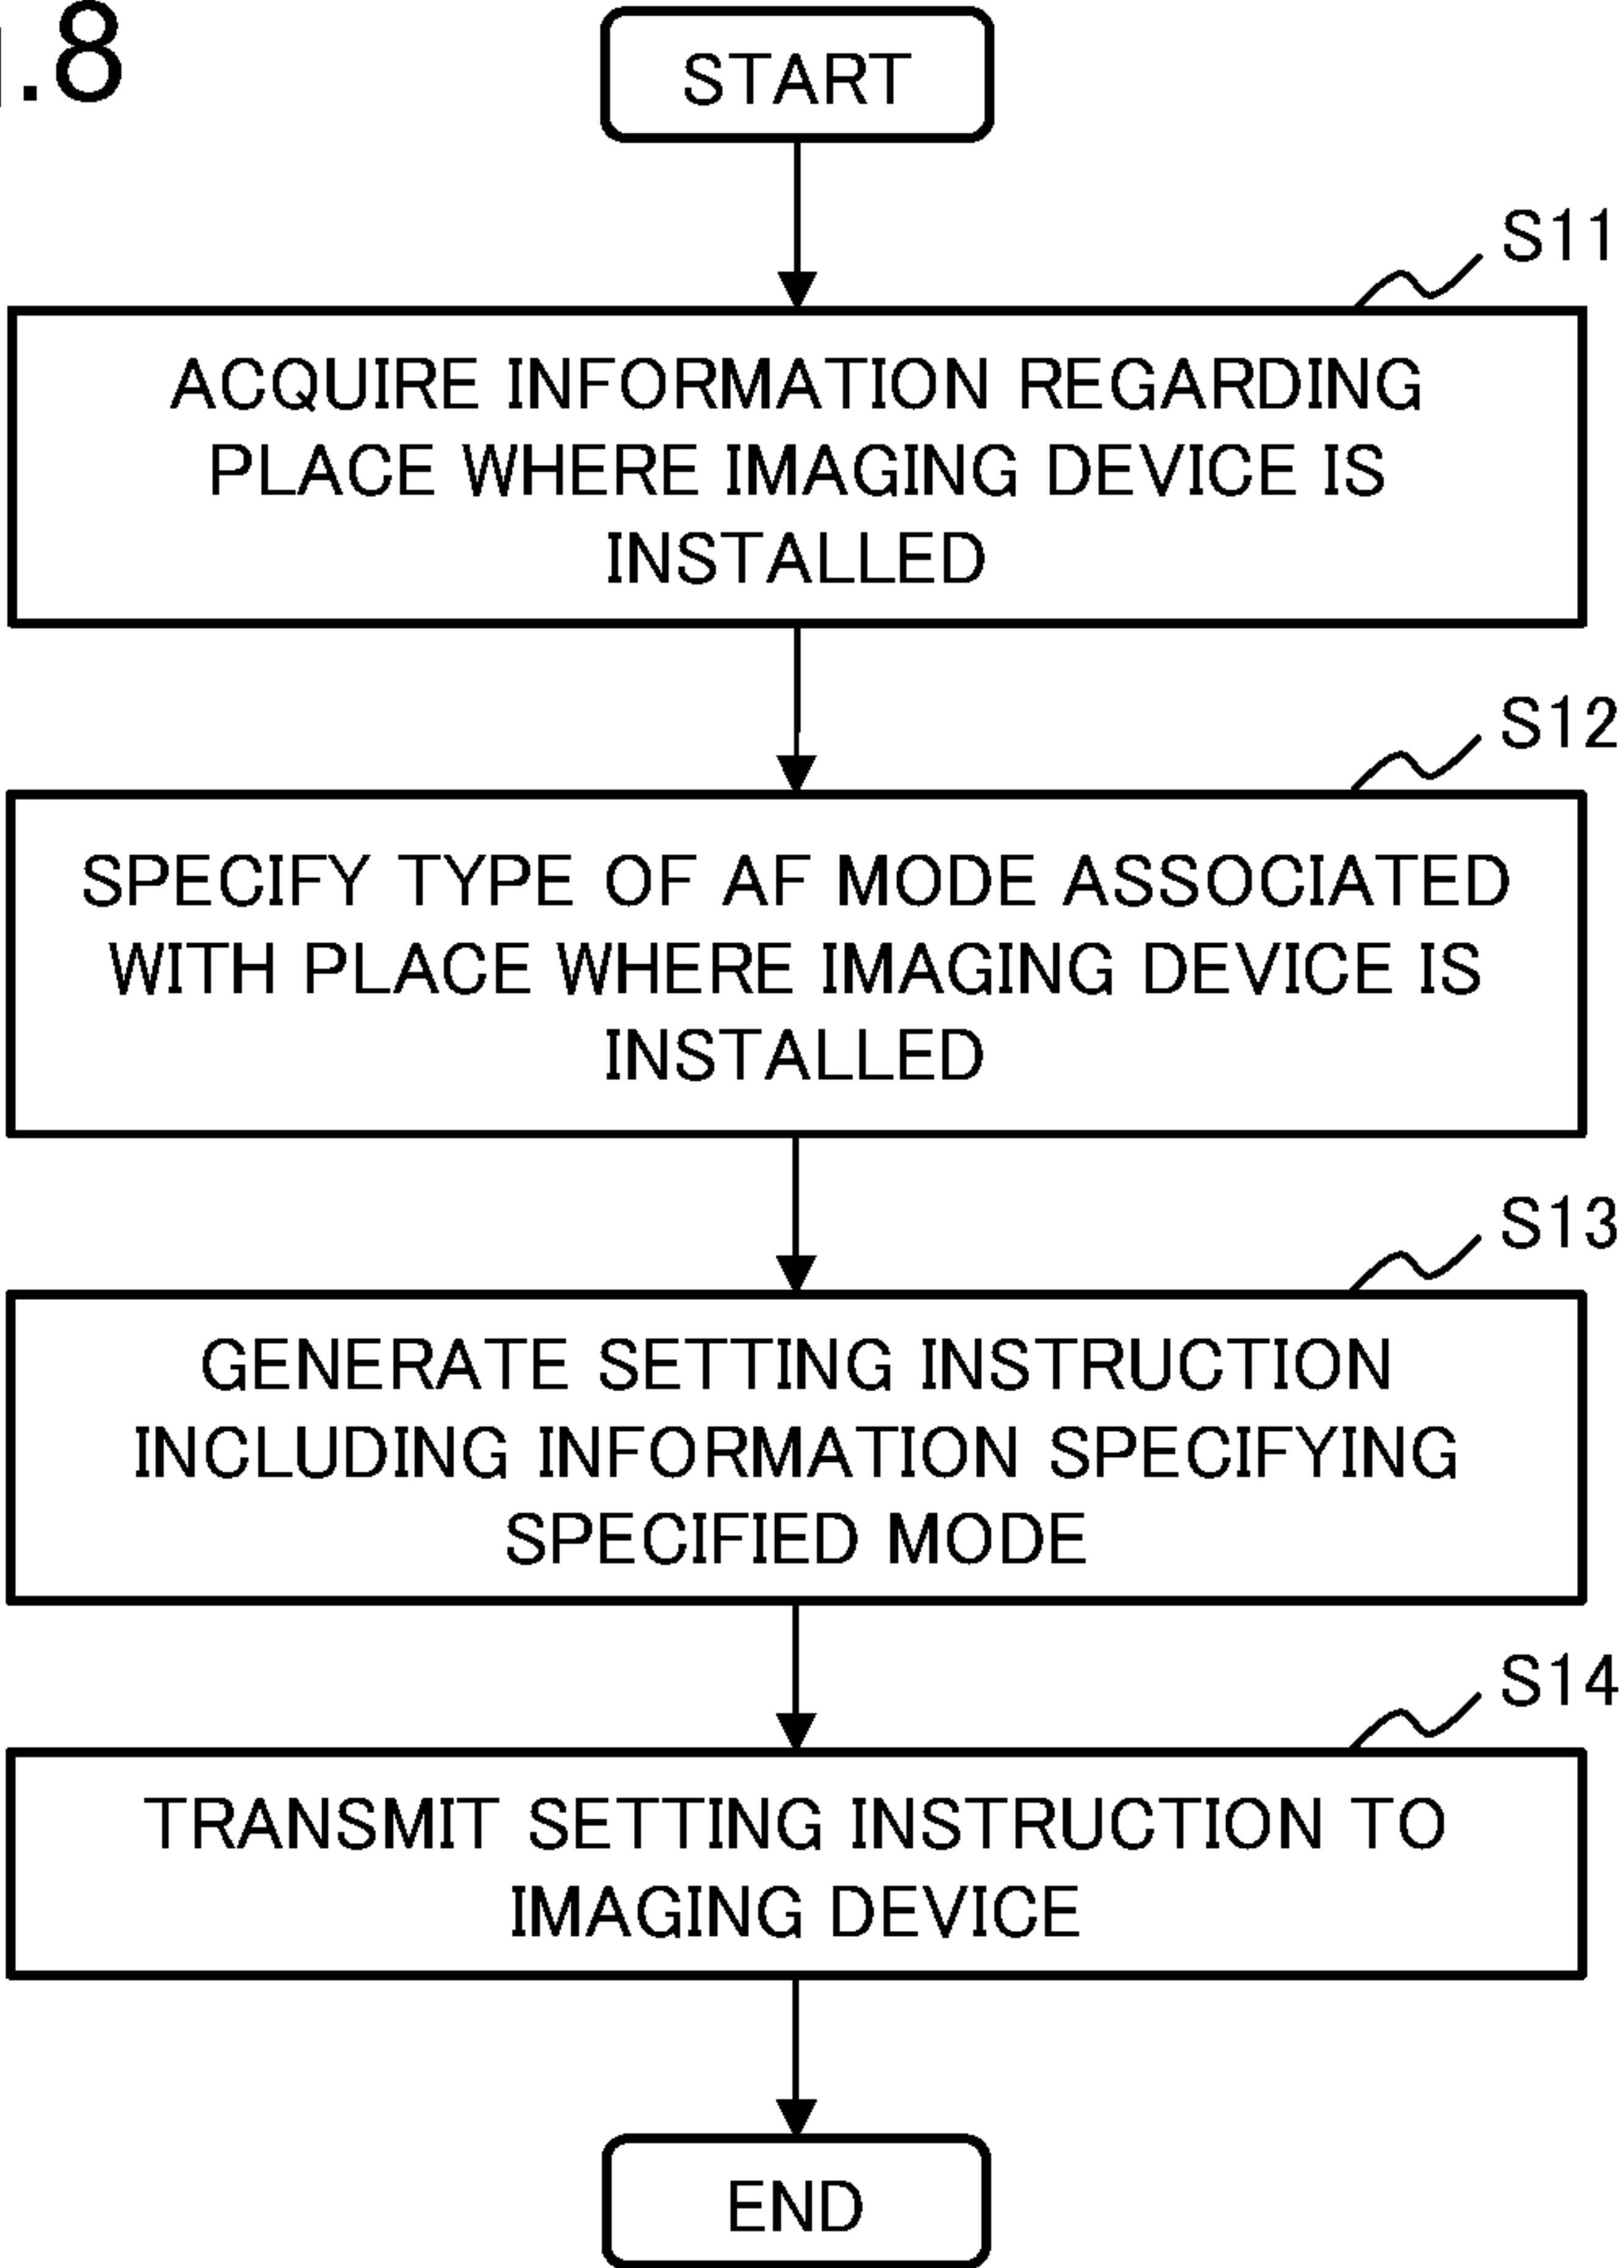 .8
START
S11
ACQUIRE INFORMATION REGARDING
PLACE WHERE IMAGING DEVICE IS
INSTALLED
S12
SPECIFY TYPE OF AF MODE ASSOCIATED
WITH PLACE WHERE IMAGING DEVICE IS
INSTALLED
S13
GENERATE SETTING INSTRUCTION
INCLUDING INFORMATION SPECIFYING
SPECIFIED MODE
S14
TRANSMIT SETTING INSTRUCTION TO
IMAGING DEVICE
END